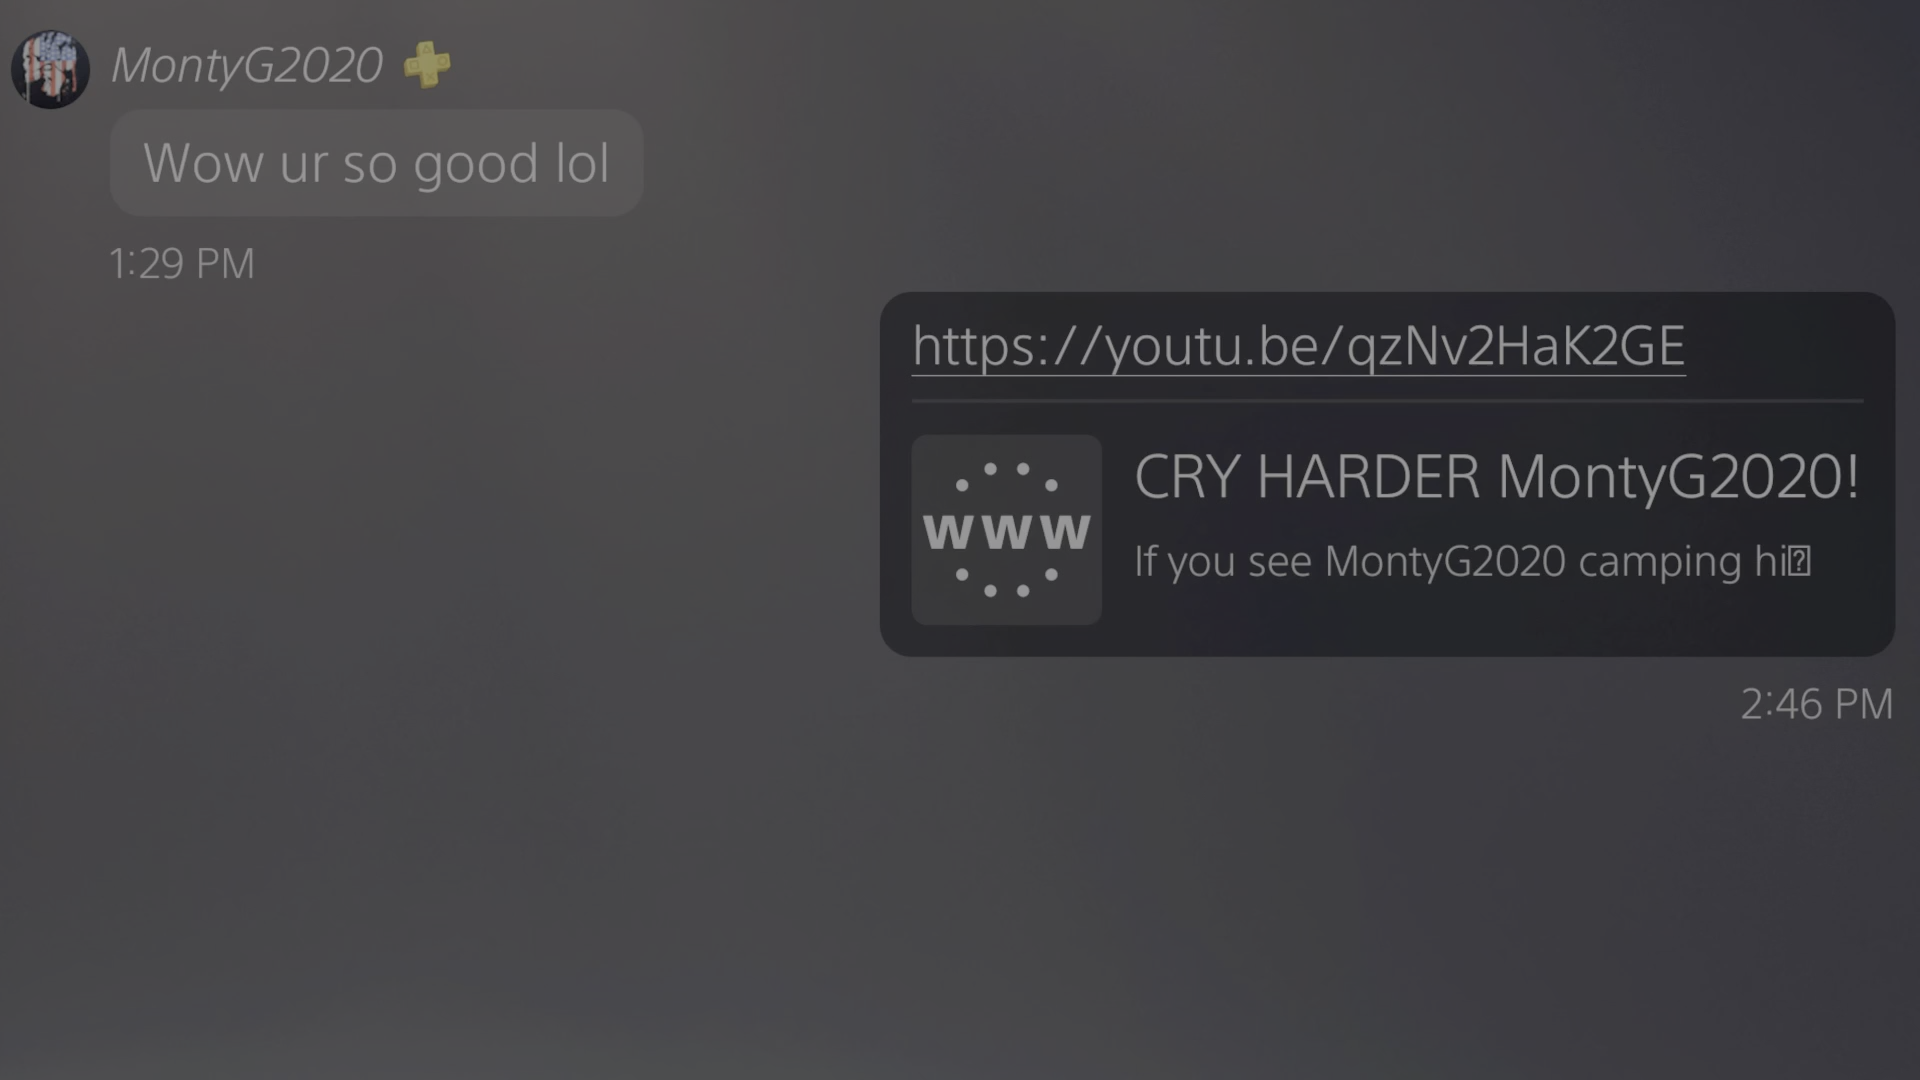 MontyG2020
Wow ur so good lol
1:29 PM
https://youtu.be/qzNv2HaK2GE
www
CRY HARDER MontyG2020!
If you see MontyG2020 camping hi⍰
2:46 PM